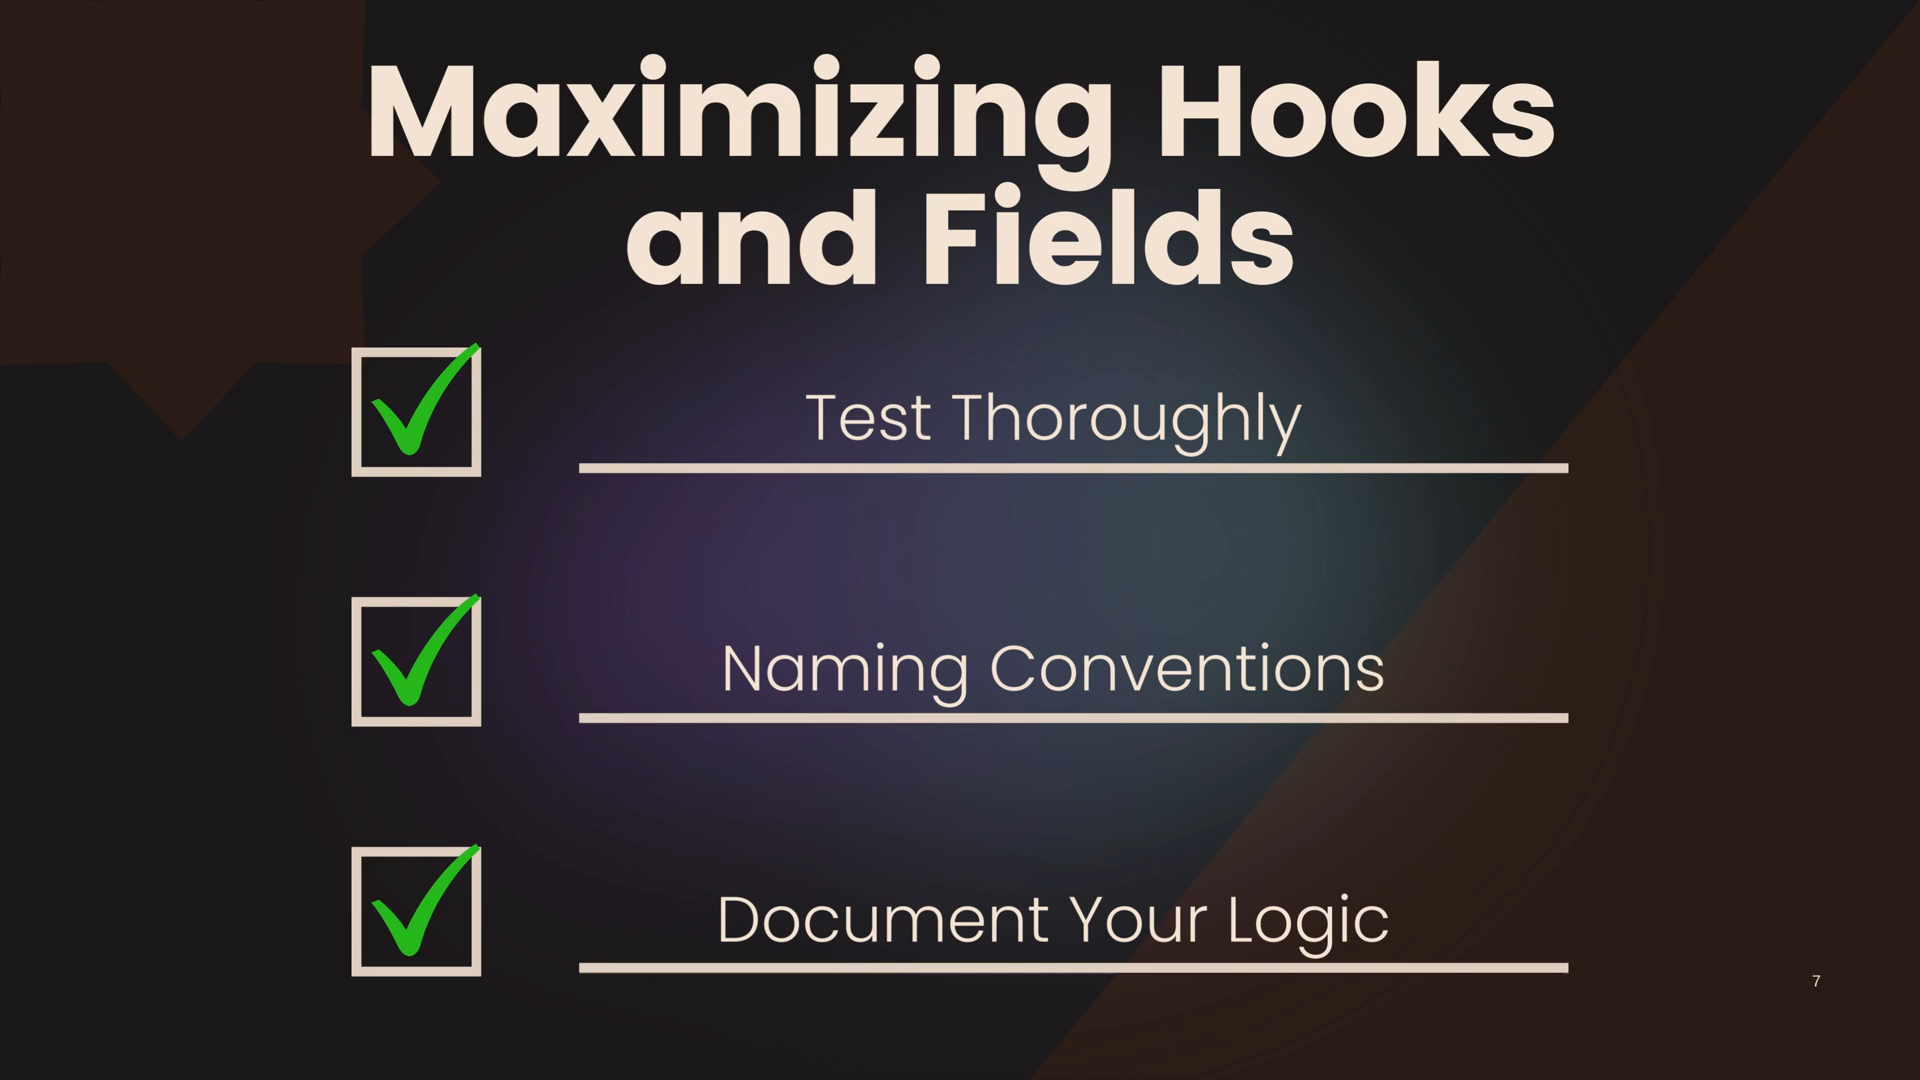 Maximizing Hooks
and Fields
Test Thoroughly
Naming Conventions
Document Your Logic
7